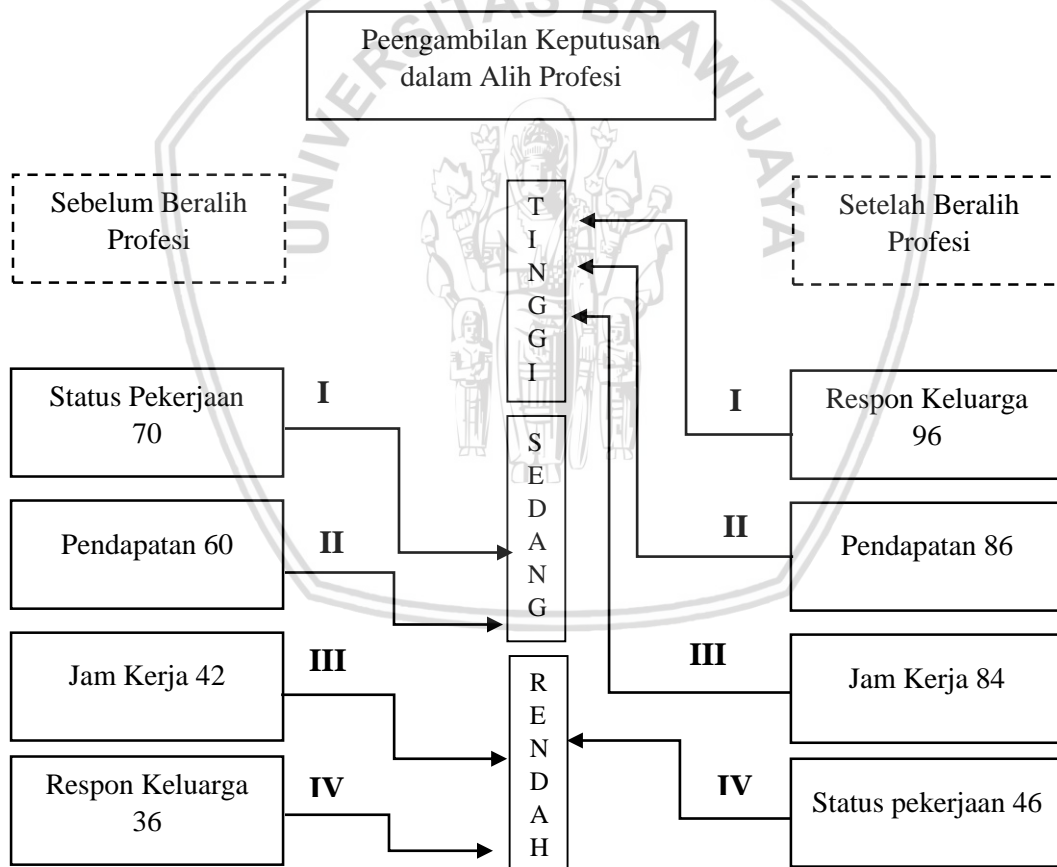 UNIVERSITAS BRAWIJAYA
Peengambilan Keputusan
dalam Alih Profesi
Sebelum Beralih
Profesi
Setelah Beralih
Profesi
T
I
N
G
G
I
Status Pekerjaan
70
I
I
Respon Keluarga
96
S
E
D
A
N
G
Pendapatan 60
II
II
Pendapatan 86
Jam Kerja 42
III
III
Jam Kerja 84
R
E
N
D
A
H
Respon Keluarga
36
IV
IV
Status pekerjaan 46